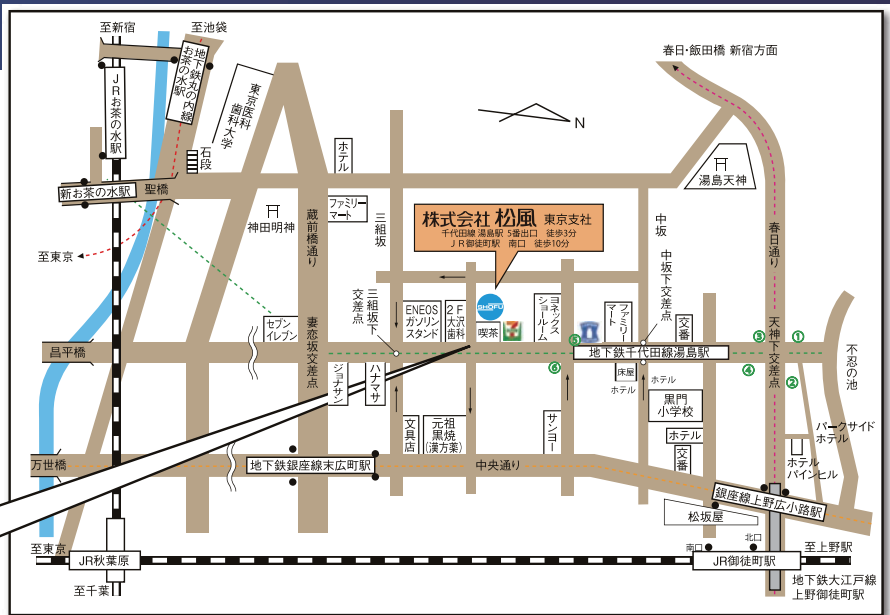 至新宿
至池袋
地下鉄丸の内線
お茶の水駅
JRお茶の水駅
東京医科
歯科大学
石段
新お茶の水駅
聖橋
至東京
神田明神
蔵前橋通り
ホテル
ファミリー
マート
三組坂
N
春日・飯田橋 新宿方面
湯島天神
株式会社 松風 東京支社
千代田線 湯島駅 5番出口 徒歩3分
JR御徒町駅 南口 徒歩10分
中坂
中坂下交差点
春日通り
セブン
イレブン
妻恋坂交差点
三組坂下
交差点
ENEOS
ガソリン
スタンド
2F
大沢
歯科
SHOFU
喫茶
7
ヨネックス
ショールーム
ファミリー
マート
交番
天神下交差点
③
①
④
②
⑤
⑥
不忍の池
昌平橋
地下鉄千代田線湯島駅
ジョナサン
ハナマサ
床屋
ホテル
ホテル
黒門
小学校
文具店
元祖
黒焼
(漢方薬)
サンヨー
ホテル
交番
パークサイド
ホテル
ホテル
パインヒル
万世橋
地下鉄銀座線末広町駅
中央通り
銀座線上野広小路駅
松坂屋
至東京
JR秋葉原
至千葉
南口
北口
JR御徒町駅
至上野駅
地下鉄大江戸線
上野御徒町駅